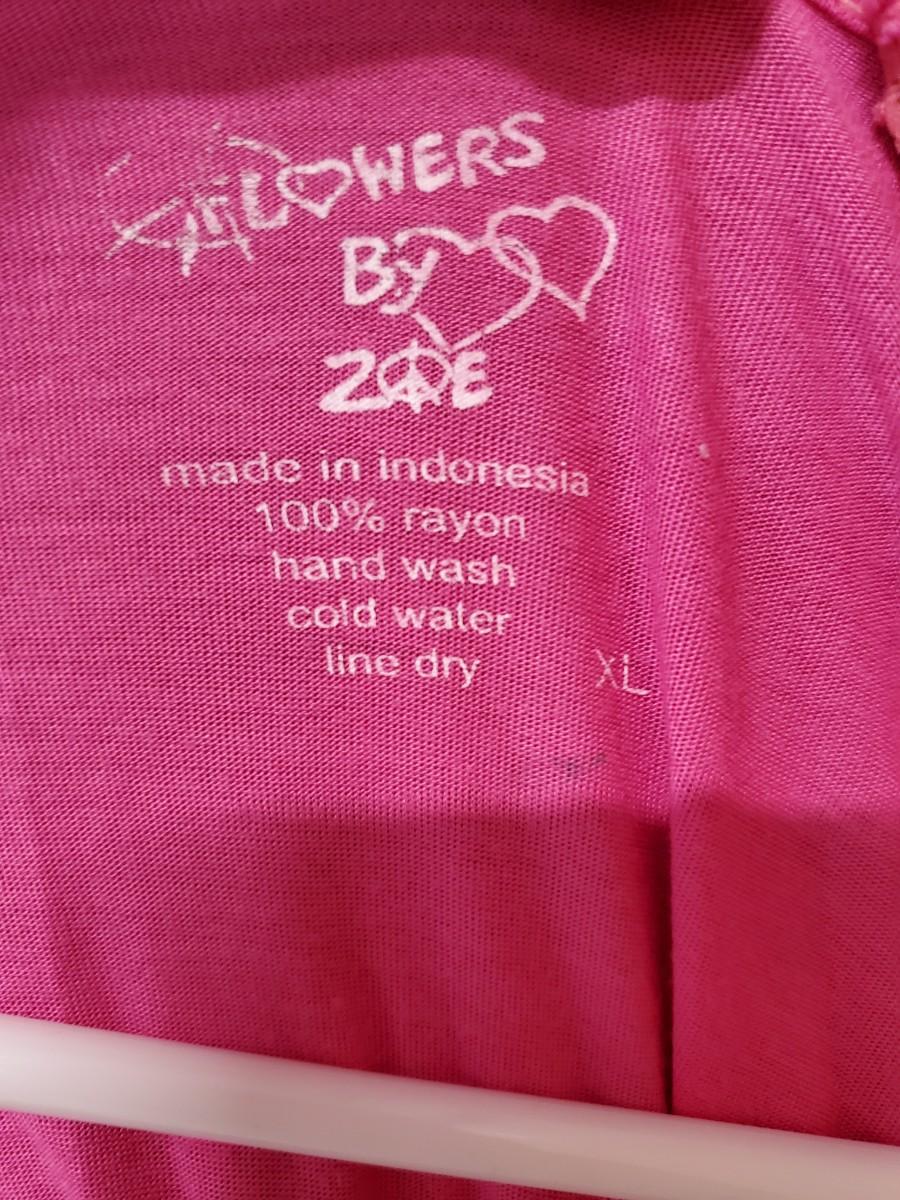 FLOWERS
By
ZOE
made in indonesia
100% rayon
hand wash
cold water
line dry
XL